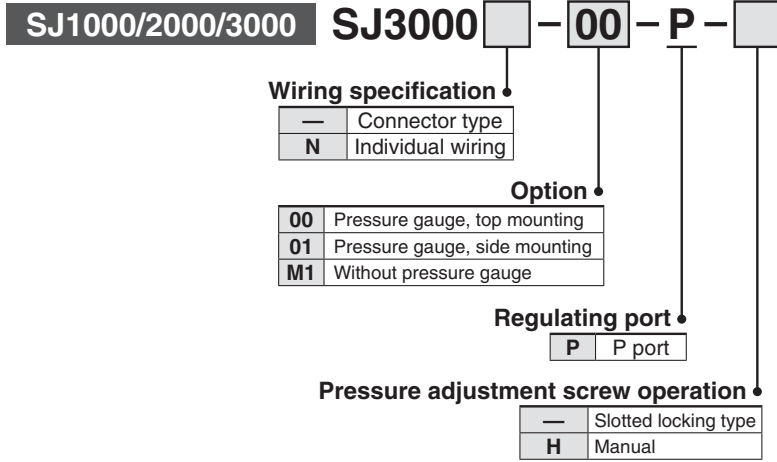 SJ1000/2000/3000 SJ3000 - 00 - P -
Wiring specification
— Connector type
N Individual wiring
Option
00 Pressure gauge, top mounting
01 Pressure gauge, side mounting
M1 Without pressure gauge
Regulating port
P P port
Pressure adjustment screw operation
— Slotted locking type
H Manual